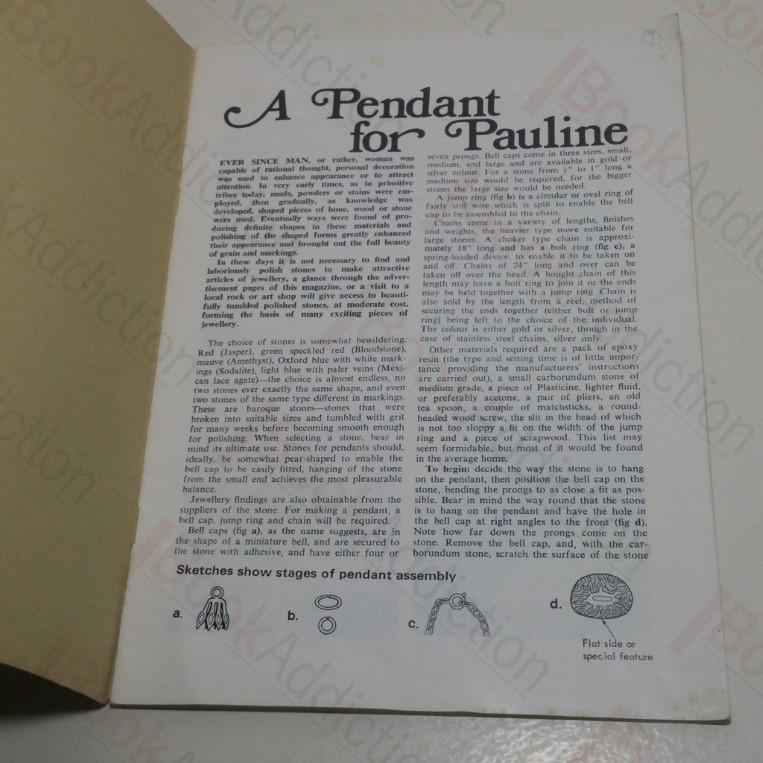 A Pendant
for Pauline
EVER SINCE MAN, or rather, woman was
capable of rational thought, personal decoration
was used to enhance appearance or to attract
attention. In very early times, as in primitive
tribes today, muds, powders or stains were em-
ployed, then gradually, as knowledge was
developed, shaped pieces of bone, wood or stone
were used. Eventually ways were found of pro-
ducing definite shapes in these materials and
polishing of the shaped forms greatly enhanced
their appearance and brought out the full beauty
of grain and markings.
In these days it is not necessary to find and
laboriously polish stones to make attractive
articles of jewellery, a glance through the adver-
tisement pages of this magazine, or a visit to a
local rock or art shop will give access to beauti-
fully tumbled polished stones, at moderate cost,
forming the basis of many exciting pieces of
jewellery.
The choice of stones is somewhat bewildering.
Red (Jasper), green speckled red (Bloodstone),
mauve (Amethyst), Oxford blue with white mark-
ings (Sodalite), light blue with paler veins (Mexi-
can lace agate)—the choice is almost endless, no
two stones ever exactly the same shape, and even
two stones of the same type different in markings.
These are baroque stones—stones that were
broken into suitable sizes and tumbled with grit
for many weeks before becoming smooth enough
for polishing. When selecting a stone, bear in
mind its ultimate use. Stones for pendants should,
ideally, be somewhat pear-shaped to enable the
bell cap to be easily fitted, hanging of the stone
from the small end achieves the most pleasurable
balance.
Jewellery findings are also obtainable from the
suppliers of the stone. For making a pendant, a
bell cap, jump ring and chain will be required.
Bell caps (fig a), as the name suggests, are in
the shape of a miniature bell, and are secured to
the stone with adhesive, and have either four or
seven prongs. Bell caps come in three sizes, small,
medium, and large and are available in gold or
silver colour. For a stone from ½" to 1" long a
medium size would be required, for the bigger
stones the large size would be needed.
A jump ring (fig b) is a circular or oval ring of
fairly stiff wire which is split to enable the bell
cap to be assembled to the chain.
Chains come in a variety of lengths, finishes
and weights, the heavier type more suitable for
large stones. A choker type chain is approxi-
mately 18" long and has a bolt ring (fig c), a
spring-loaded device, to enable it to be taken on
and off. Chains of 24" long and over can be
taken off over the head. A bought chain of this
length may have a bolt ring to join it or the ends
may be held together with a jump ring. Chain is
also sold by the length from a reel, method of
securing the ends together (either bolt or jump
ring) being left to the choice of the individual.
The colour is either gold or silver, though in the
case of stainless steel chains, silver only.
Other materials required are a pack of epoxy
resin (the type and setting time is of little impor-
tance providing the manufacturers' instructions
are carried out), a small carborundum stone of
medium grade, a piece of Plasticine, lighter fluid,
or preferably acetone, a pair of pliers, an old
tea spoon, a couple of matchsticks, a round-
headed wood screw, the slit in the head of which
is not too sloppy a fit on the width of the jump
ring and a piece of scrapwood. This list may
seem formidable, but most of it would be found
in the average home.
To begin: decide the way the stone is to hang
on the pendant, then position the bell cap on the
stone, bending the prongs to as close a fit as pos-
sible. Bear in mind the way round that the stone
is to hang on the pendant and have the hole in
the bell cap at right angles to the front (fig d).
Note how far down the prongs come on the
stone. Remove the bell cap, and, with the car-
borundum stone, scratch the surface of the stone
Sketches show stages of pendant assembly
a.
b.
c.
d.
Flat side or
special feature
BookAddiction